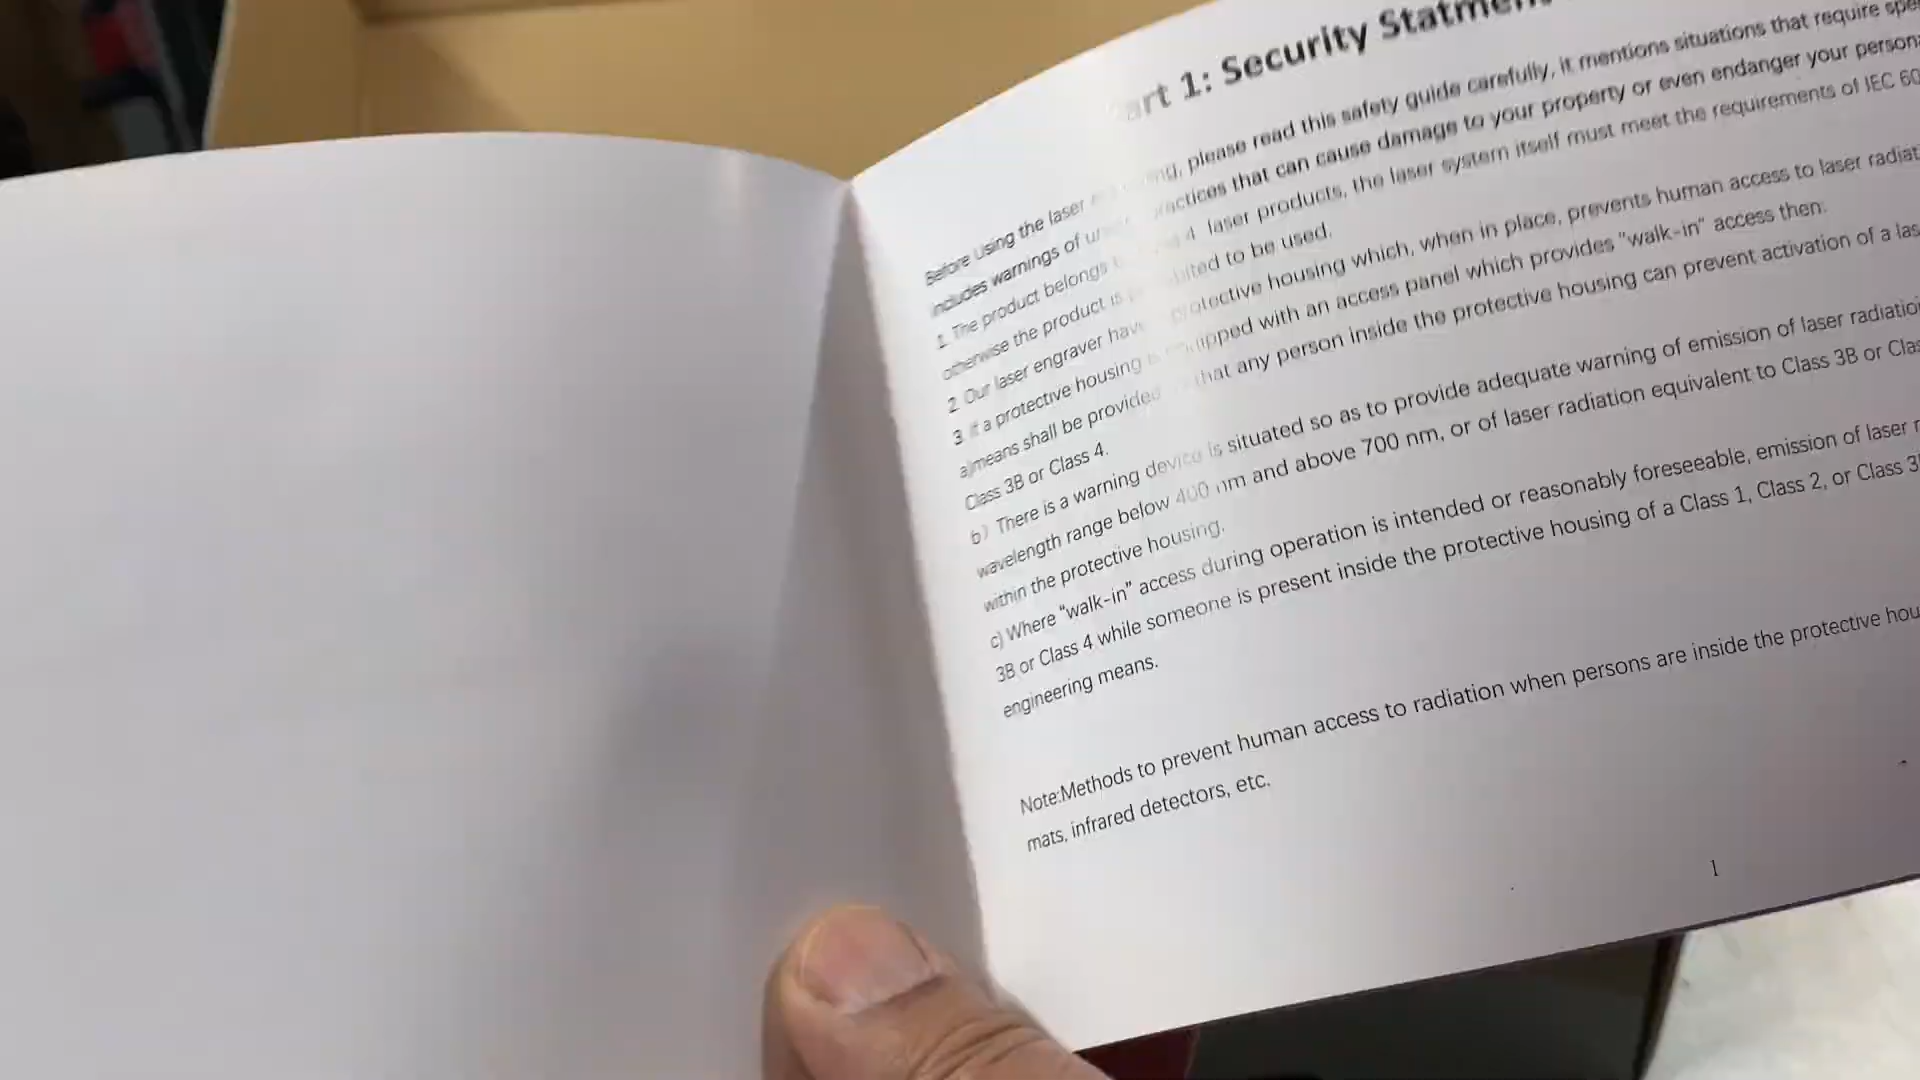 art 1: Security Statment
Before Using the laser please read this safety guide carefully, it mentions situations that require spe
includes warnings of practices that can cause damage to your property or even endanger your person
1. The product belongs 4 laser products, the laser system itself must meet the requirements of IEC 60
otherwise the product is to be used.
2. Our laser engraver have protective housing which, when in place, prevents human access to laser radiat
3. If a protective housing is equipped with an access panel which provides "walk-in" access then:
a)means shall be provided that any person inside the protective housing can prevent activation of a las
Class 3B or Class 4.
b) There is a warning device is situated so as to provide adequate warning of emission of laser radiatio
wavelength range below 400 nm and above 700 nm, or of laser radiation equivalent to Class 3B or Clas
within the protective housing.
c) Where "walk-in" access during operation is intended or reasonably foreseeable, emission of laser r
3B or Class 4 while someone is present inside the protective housing of a Class 1, Class 2, or Class 3
engineering means.
Note:Methods to prevent human access to radiation when persons are inside the protective hou
mats, infrared detectors, etc.
1